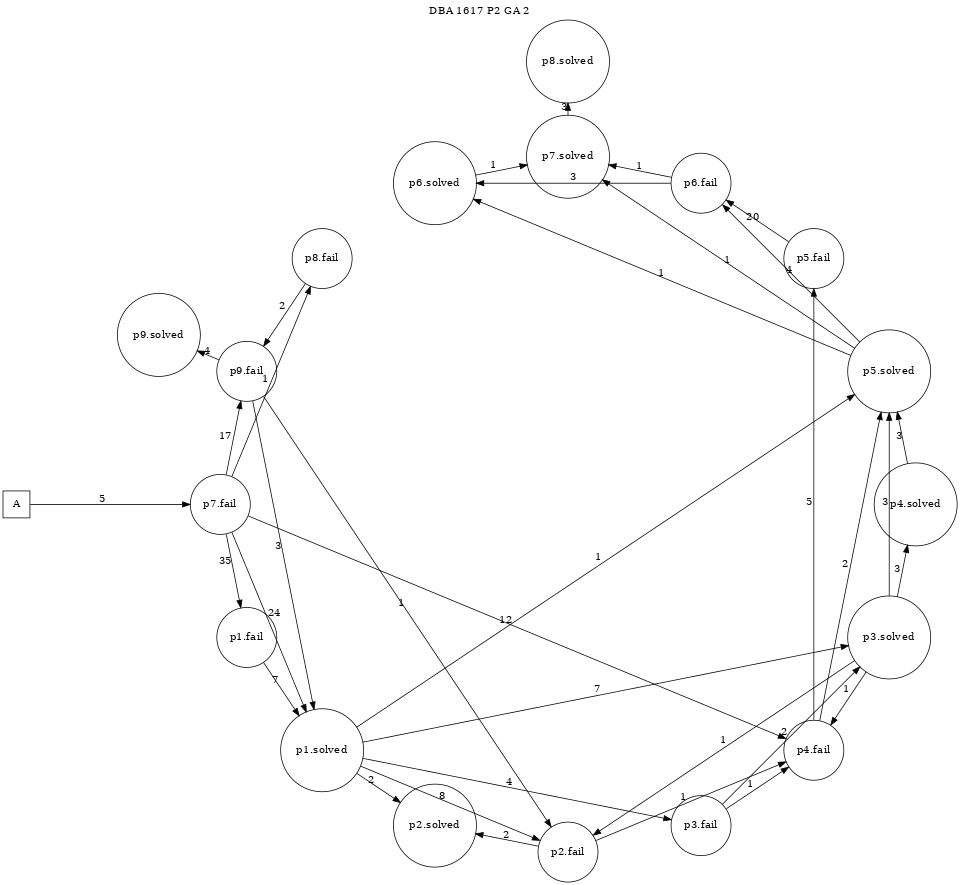 DBA 1617 P2 GA 2
p8.solved
3
p7.solved
p6.solved
1
1
3
p6.fail
20
p5.fail
4
1
1
p8.fail
2
p9.solved
4
p9.fail
1
p5.solved
17
3
A
5
p7.fail
5
3
p4.solved
35
3
1
2
3
24
1
12
p1.fail
7
7
p3.solved
1
p1.solved
1
2
p4.fail
2
8
4
1
1
p2.solved
2
p2.fail
p3.fail